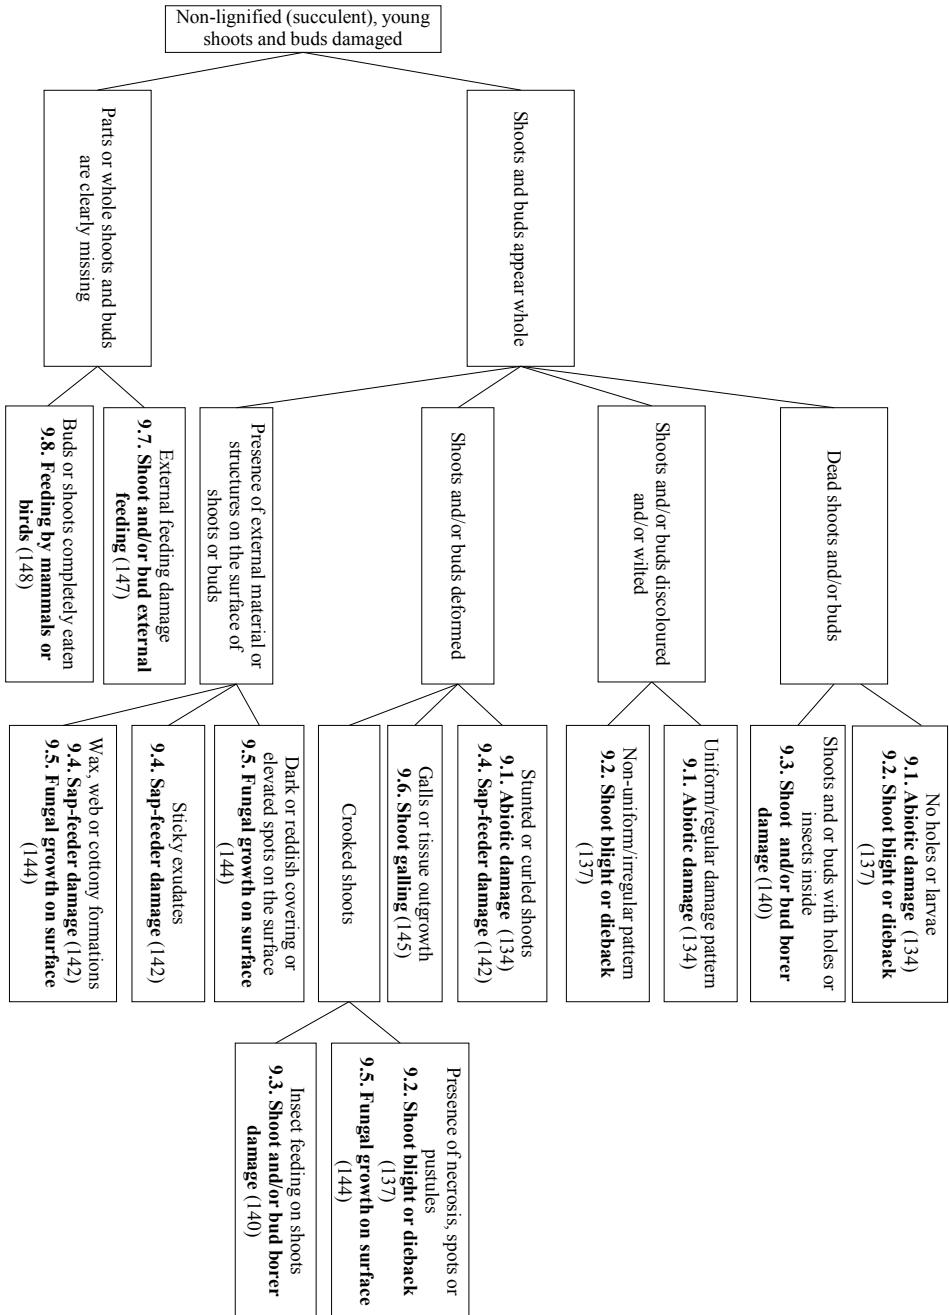 Non-lignified (succulent), young
shoots and buds damaged
Parts or whole shoots and buds
are clearly missing
Shoots and buds appear whole
Buds or shoots completely eaten
9.8. Feeding by mammals or
birds (148)
External feeding damage
9.7. Shoot and/or bud external
feeding (147)
Presence of external material or
structures on the surface of
shoots or buds
Shoots and/or buds deformed
Shoots and/or buds discoloured
and/or wilted
Dead shoots and/or buds
Wax, web or cottony formations
9.4. Sap-feeder damage (142)
9.5. Fungal growth on surface
(144)
Sticky exudates
9.4. Sap-feeder damage (142)
Dark or reddish covering or
elevated spots on the surface
9.5. Fungal growth on surface
(144)
Crooked shoots
Galls or tissue outgrowth
9.6. Shoot galling (145)
Stunted or curled shoots
9.1. Abiotic damage (134)
9.4. Sap-feeder damage (142)
Non-uniform/irregular pattern
9.2. Shoot blight or dieback
(137)
Uniform/regular damage pattern
9.1. Abiotic damage (134)
Shoots and or buds with holes or
insects inside
9.3. Shoot and/or bud borer
damage (140)
No holes or larvae
9.1. Abiotic damage (134)
9.2. Shoot blight or dieback
(137)
Insect feeding on shoots
9.3. Shoot and/or bud borer
damage (140)
Presence of necrosis, spots or
pustules
9.2. Shoot blight or dieback
(137)
9.5. Fungal growth on surface
(144)